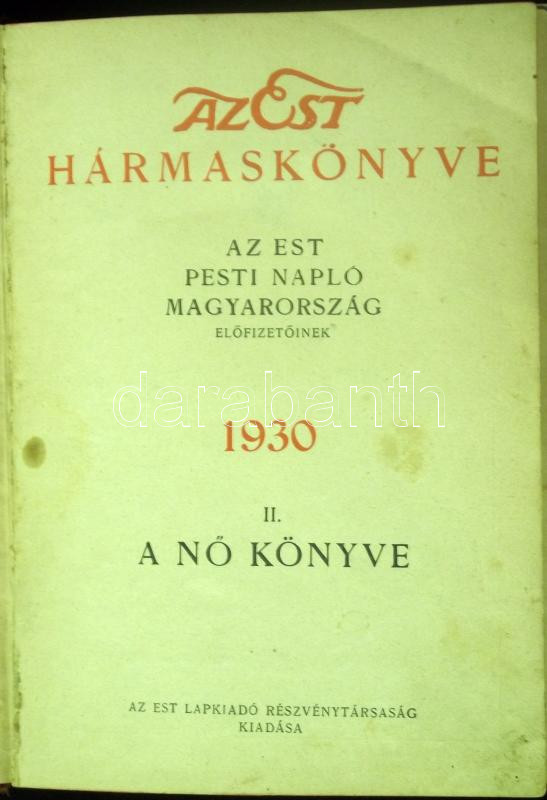 AZ EST
HÁRMASKÖNYVE
AZ EST
PESTI NAPLÓ
MAGYARORSZÁG
ELŐFIZETŐINEK
darabanth
1930
II.
A NŐ KÖNYVE
AZ EST LAPKIADÓ RÉSZVÉNYTÁRSASÁG
KIADÁSA